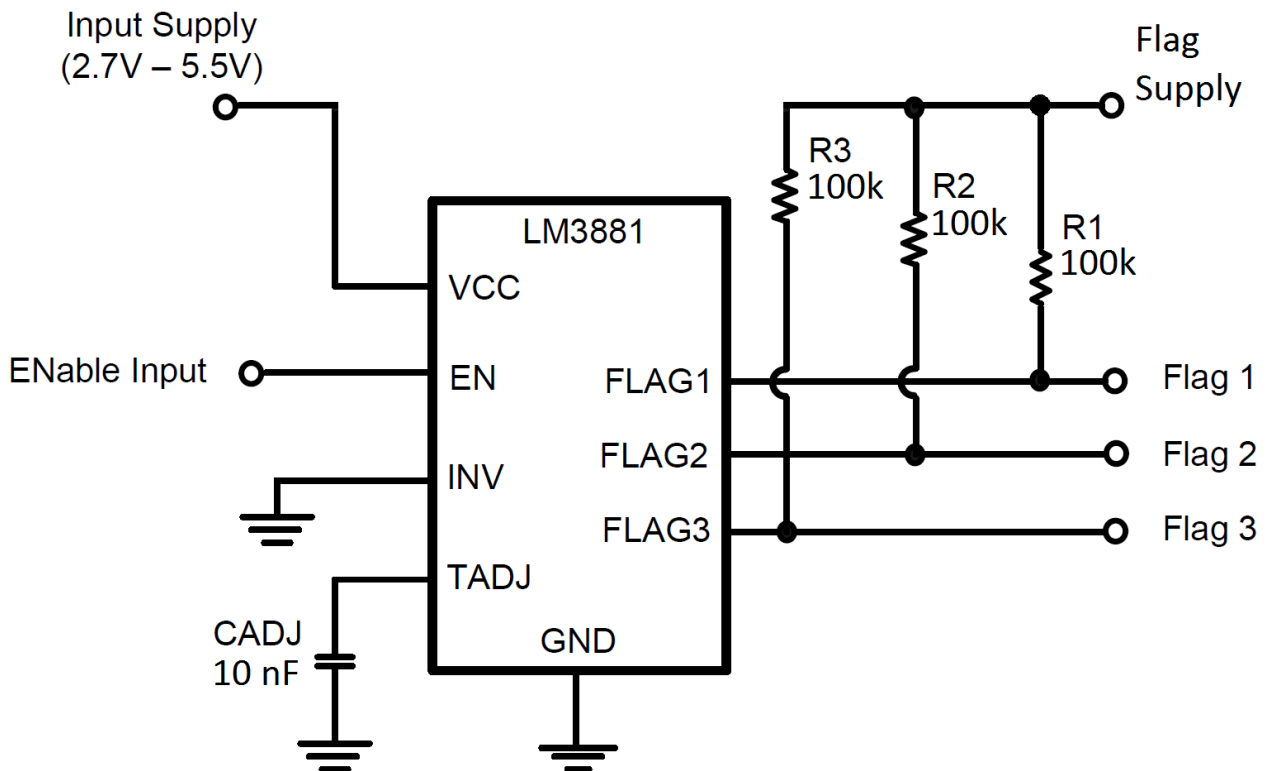 Input Supply
(2.7V – 5.5V)
Flag
Supply
R3
100k
R2
100k
R1
100k
LM3881
VCC
ENable Input
EN
FLAG1
Flag 1
FLAG2
Flag 2
INV
FLAG3
Flag 3
TADJ
CADJ
10 nF
GND